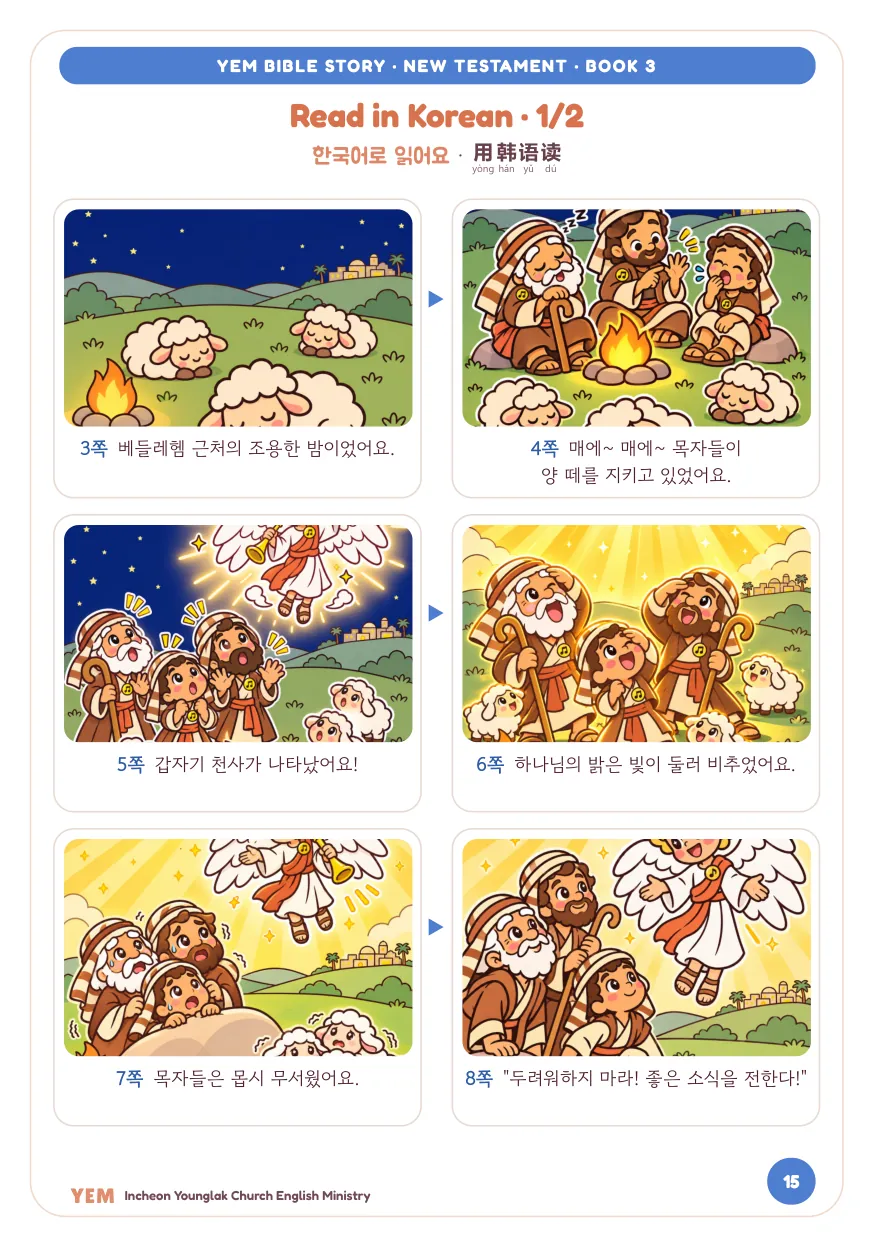 YEM BIBLE STORY · NEW TESTAMENT · BOOK 3
Read in Korean · 1/2
한국어로 읽어요 · 用韩语读
yòng hán yǔ dú
zzz
3쪽 베들레헴 근처의 조용한 밤이었어요.
4쪽 매에~ 매에~ 목자들이
양 떼를 지키고 있었어요.
5쪽 갑자기 천사가 나타났어요!
6쪽 하나님의 밝은 빛이 둘러 비추었어요.
7쪽 목자들은 몹시 무서웠어요.
8쪽 "두려워하지 마라! 좋은 소식을 전한다!"
YEM Incheon Younglak Church English Ministry
15